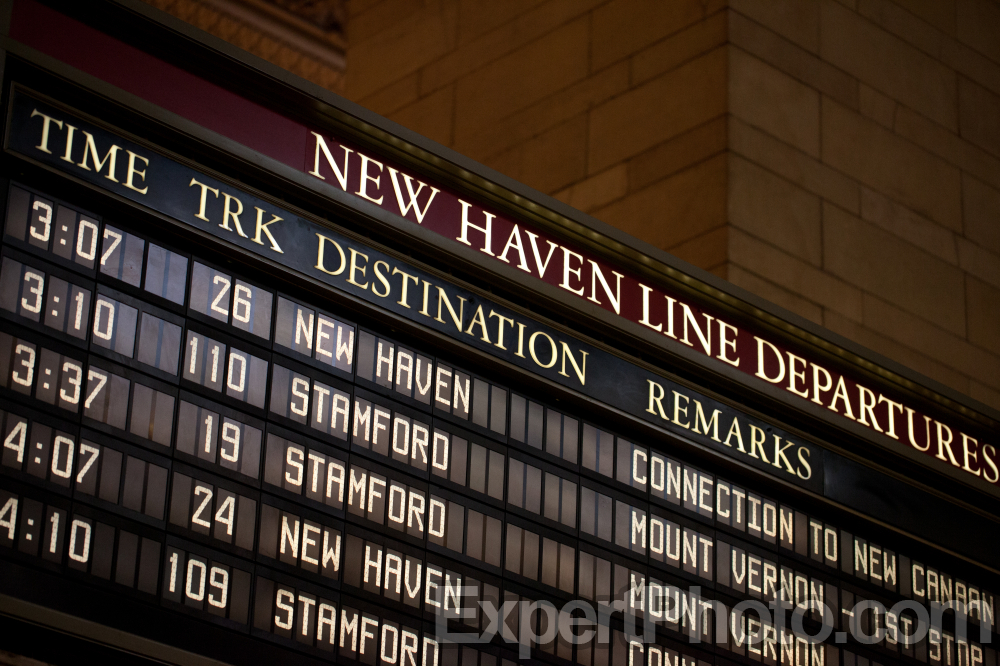 NEW HAVEN LINE DEPARTURES
TIME TRK DESTINATION REMARKS
3:07 26 NEW HAVEN CONNECTION TO NEW CANAAN
3:10 110 STAMFORD MOUNT VERNON - STOP
3:37 19 STAMFORD MOUNT VERNON
4:07 24 NEW HAVEN CONN
4:10 109 STAMFORD
ExpertPhoto.com